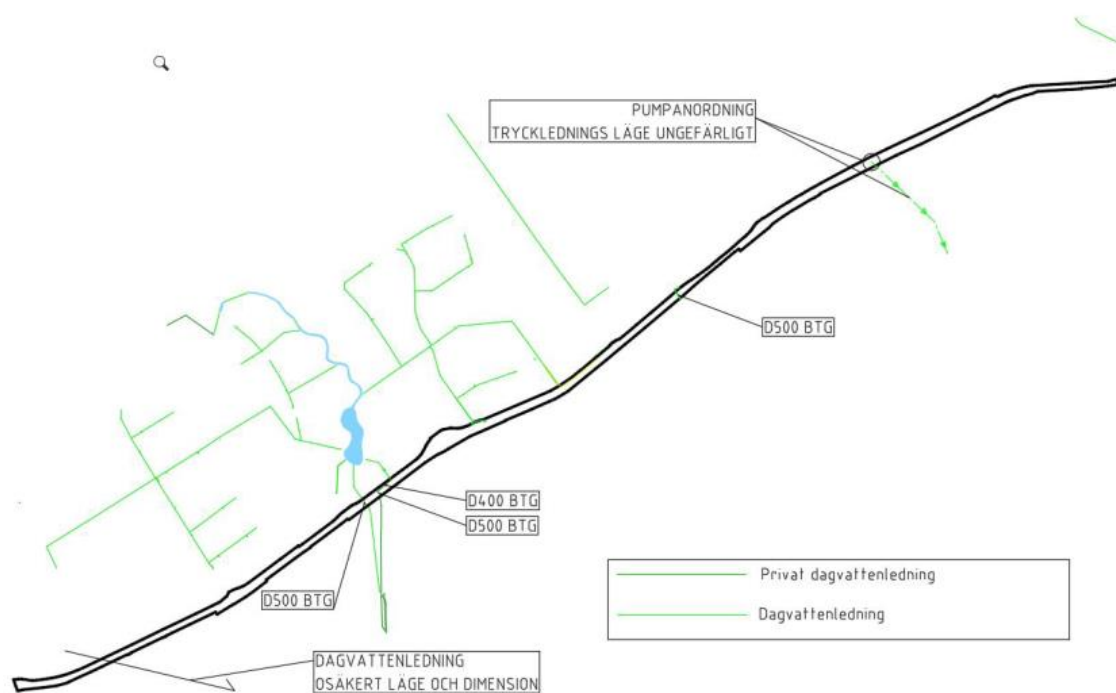 PUMPANORDNING
TRYCKLEDNINGS LÄGE UNGEFÄRLIGT
D500 BTG
D400 BTG
D500 BTG
D500 BTG
Privat dagvattenledning
Dagvattenledning
DAGVATTENLEDNING
OSÄKERT LÄGE OCH DIMENSION